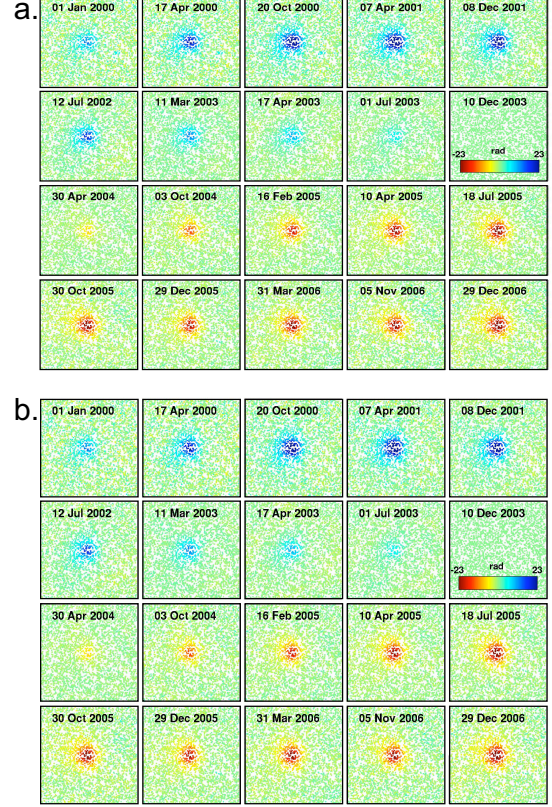 a.
01 Jan 2000 17 Apr 2000 20 Oct 2000 07 Apr 2001 08 Dec 2001
12 Jul 2002 11 Mar 2003 17 Apr 2003 01 Jul 2003 10 Dec 2003
-23 rad 23
30 Apr 2004 03 Oct 2004 16 Feb 2005 10 Apr 2005 18 Jul 2005
30 Oct 2005 29 Dec 2005 31 Mar 2006 05 Nov 2006 29 Dec 2006
b.
01 Jan 2000 17 Apr 2000 20 Oct 2000 07 Apr 2001 08 Dec 2001
12 Jul 2002 11 Mar 2003 17 Apr 2003 01 Jul 2003 10 Dec 2003
-23 rad 23
30 Apr 2004 03 Oct 2004 16 Feb 2005 10 Apr 2005 18 Jul 2005
30 Oct 2005 29 Dec 2005 31 Mar 2006 05 Nov 2006 29 Dec 2006